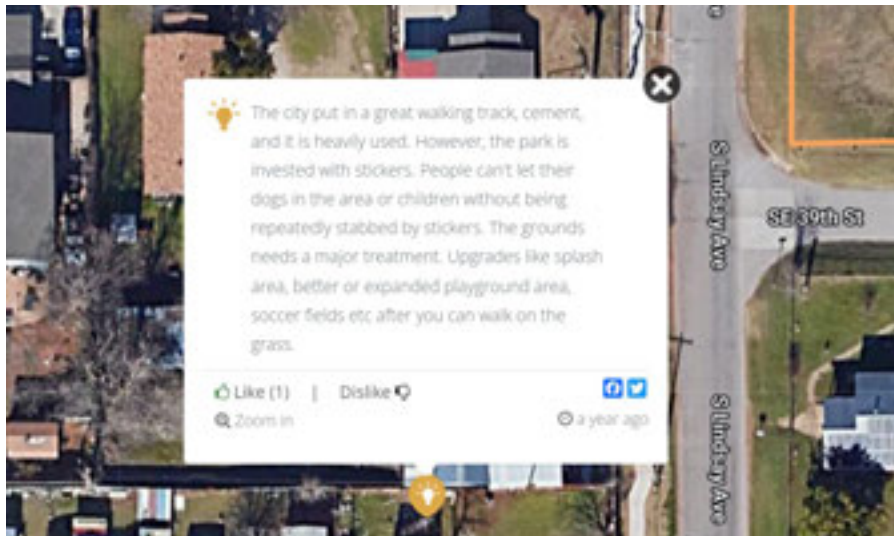 The city put in a great walking track, cement,
and it is heavily used. However, the park is
invested with stickers. People can't let their
dogs in the area or children without being
repeatedly stabbed by stickers. The grounds
needs a major treatment. Upgrades like splash
area, better or expanded playground area,
soccer fields etc after you can walk on the
grass.
Like (1) | Dislike
Zoom in
a year ago
S Lindsay Ave
SE 39th St
S Lindsay Ave